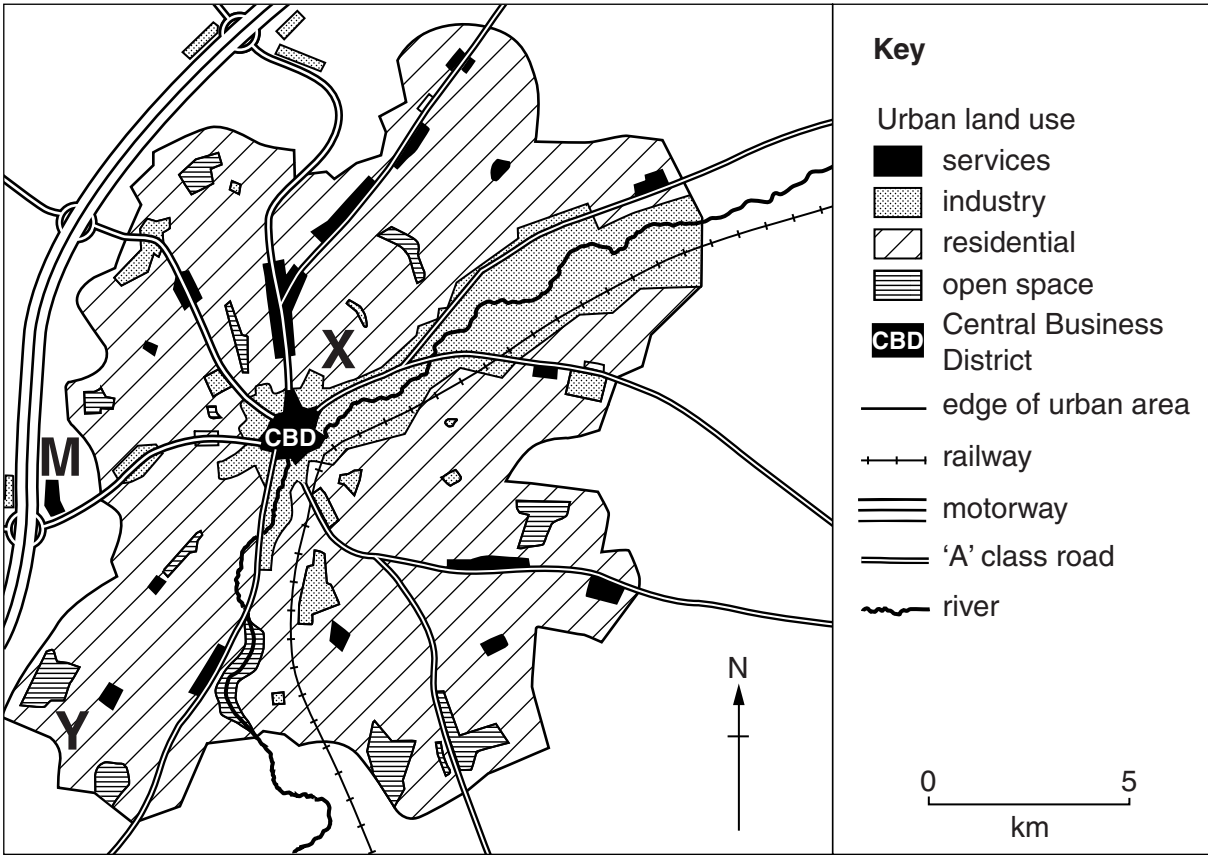 X
CBD
M
Y
N
Key
Urban land use
services
industry
residential
open space
CBD
Central Business
District
edge of urban area
railway
motorway
‘A’ class road
river
0 5
km